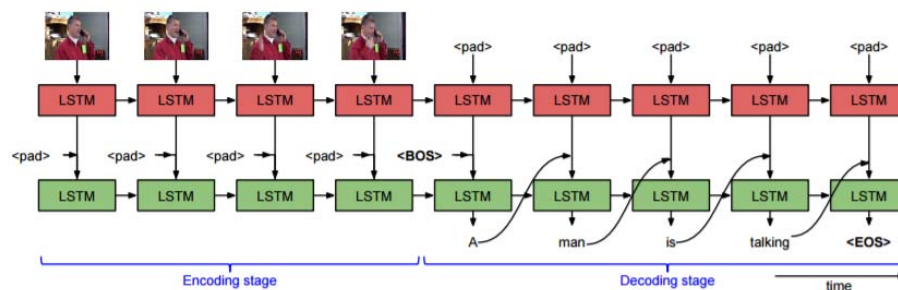 <pad> <pad> <pad> <pad> <pad>
LSTM LSTM LSTM LSTM LSTM LSTM LSTM LSTM LSTM
<pad> <pad> <pad> <pad> <BOS>
LSTM LSTM LSTM LSTM LSTM LSTM LSTM LSTM LSTM
A man is talking <EOS>
Encoding stage Decoding stage
time